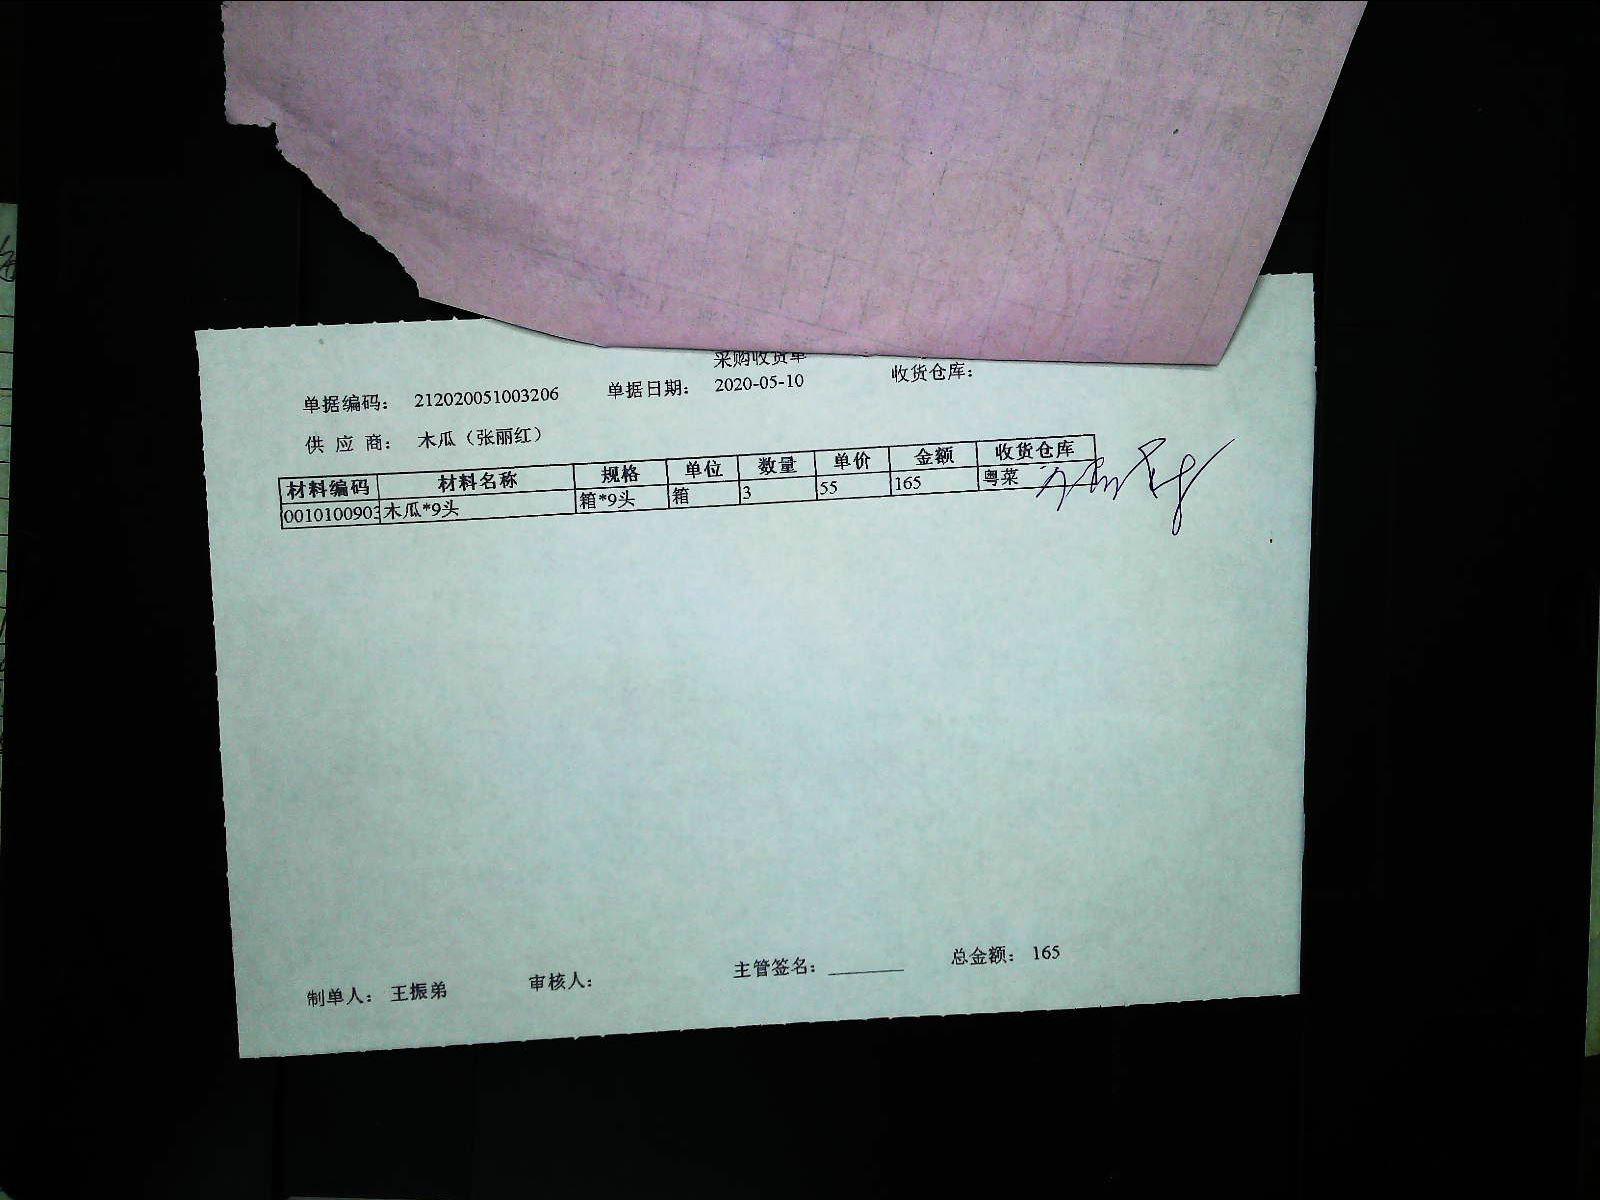 采购收货单
单据编码： 212020051003206 单据日期： 2020-05-10 收货仓库：
供 应 商： 木瓜（张丽红）
材料编码 材料名称 规格 单位 数量 单价 金额 收货仓库
0010100903 木瓜*9头 箱*9头 箱 3 55 165 粤菜
制单人： 王振弟 审核人： 主管签名：________ 总金额： 165